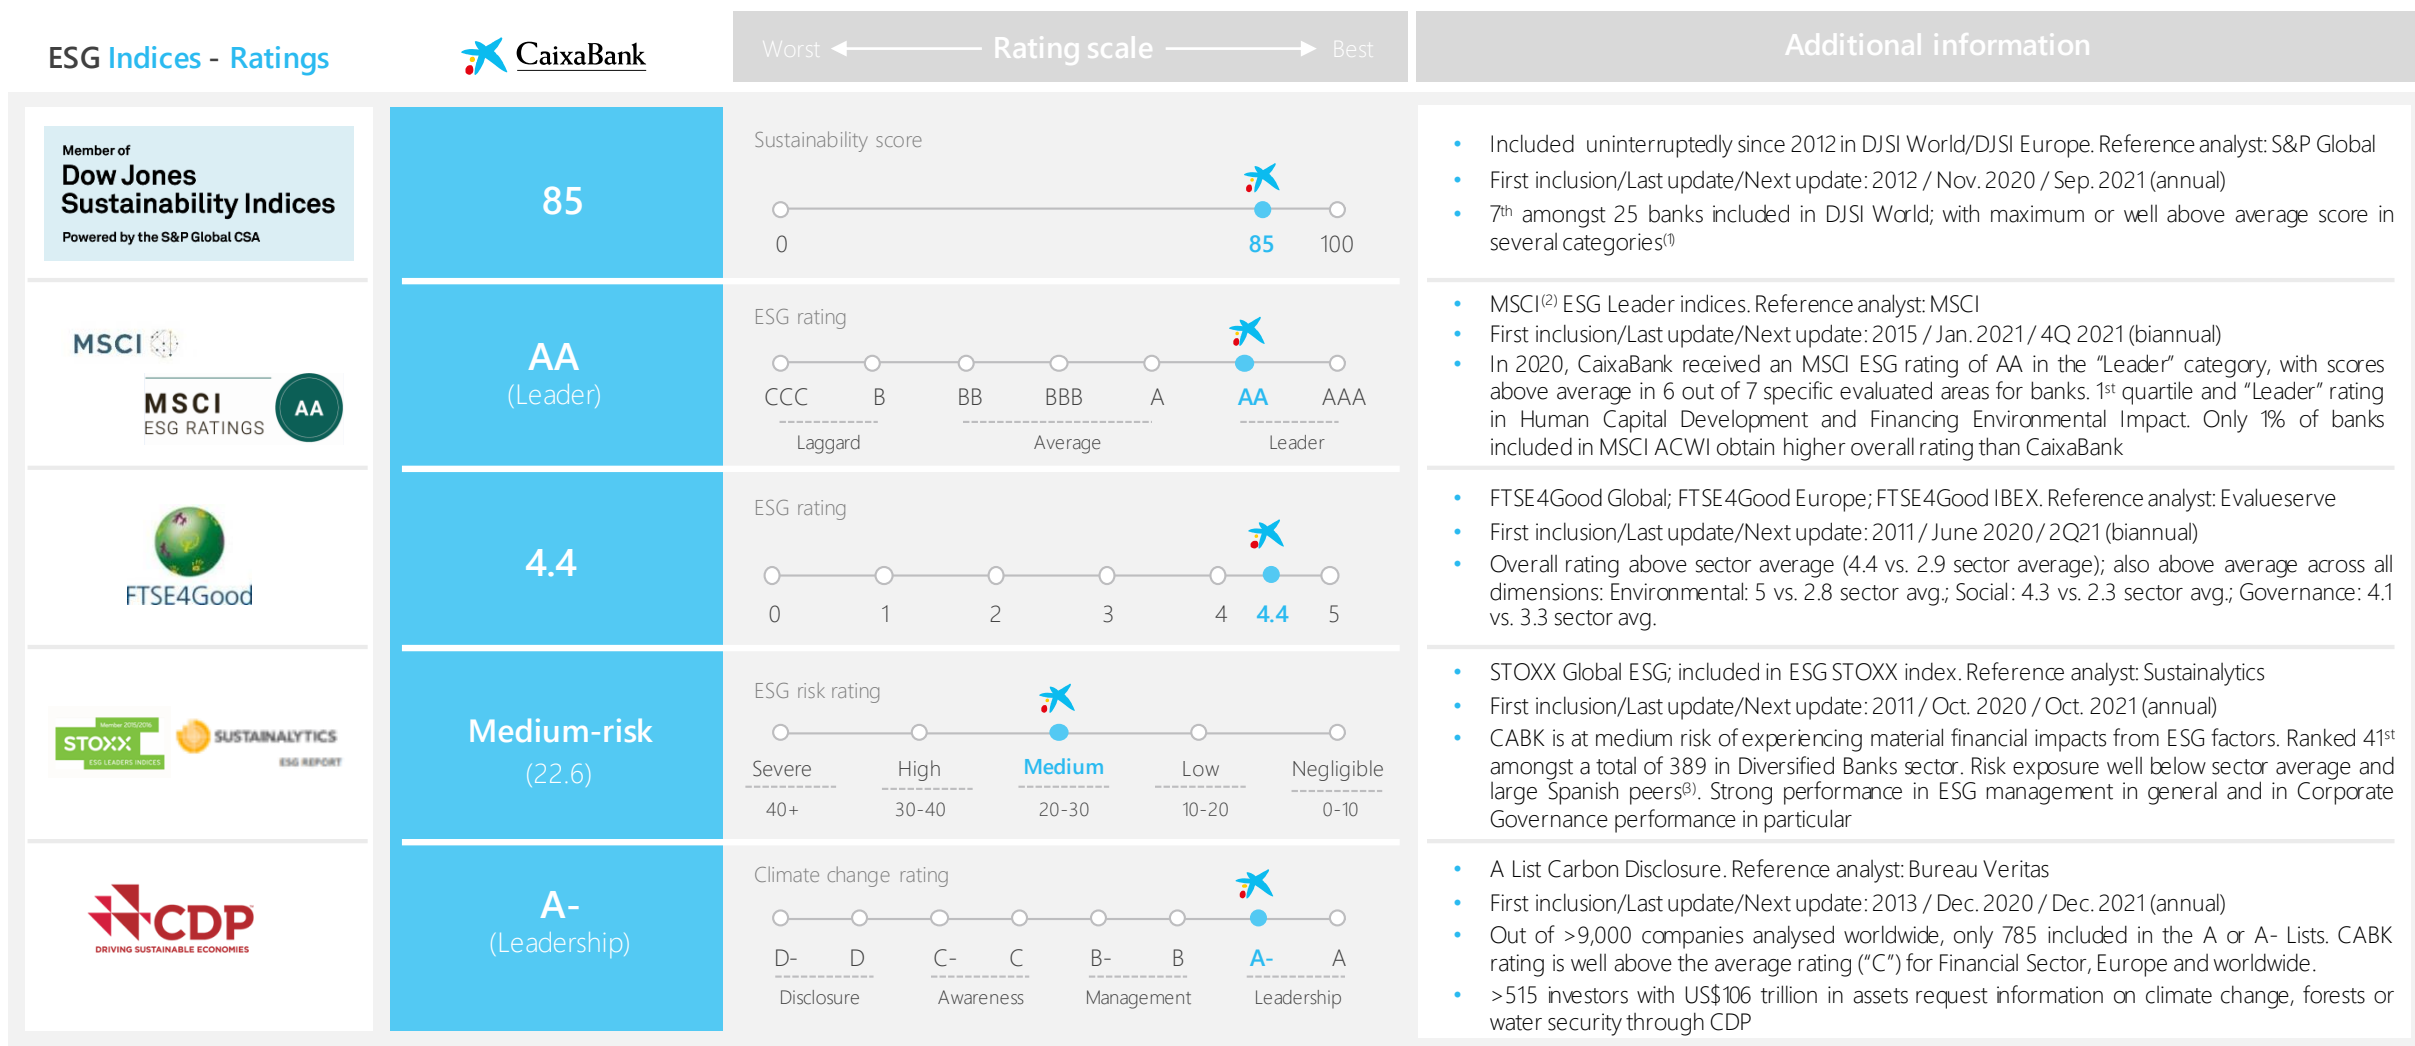 ESG Indices - Ratings
CaixaBank
Worst Rating scale Best
Additional information
Member of
Dow Jones
Sustainability Indices
Powered by the S&P Global CSA
85
Sustainability score
0 85 100
• Included uninterruptedly since 2012 in DJSI World/DJSI Europe. Reference analyst: S&P Global
• First inclusion/Last update/Next update: 2012 / Nov. 2020 / Sep. 2021 (annual)
• 7th amongst 25 banks included in DJSI World; with maximum or well above average score in
several categories(1)
MSCI
MSCI
ESG RATINGS
AA
AA
(Leader)
ESG rating
CCC B BB BBB A AA AAA
Laggard Average Leader
• MSCI(2) ESG Leader indices. Reference analyst: MSCI
• First inclusion/Last update/Next update: 2015 / Jan. 2021 / 4Q 2021 (biannual)
• In 2020, CaixaBank received an MSCI ESG rating of AA in the “Leader” category, with scores
above average in 6 out of 7 specific evaluated areas for banks. 1st quartile and “Leader” rating
in Human Capital Development and Financing Environmental Impact. Only 1% of banks
included in MSCI ACWI obtain higher overall rating than CaixaBank
FTSE4Good
4.4
ESG rating
0 1 2 3 4 4.4 5
• FTSE4Good Global; FTSE4Good Europe; FTSE4Good IBEX. Reference analyst: Evalueserve
• First inclusion/Last update/Next update: 2011 / June 2020 / 2Q21 (biannual)
• Overall rating above sector average (4.4 vs. 2.9 sector average); also above average across all
dimensions: Environmental: 5 vs. 2.8 sector avg.; Social: 4.3 vs. 2.3 sector avg.; Governance: 4.1
vs. 3.3 sector avg.
Member 2015/2016
STOXX
ESG LEADERS INDICES
SUSTAINALYTICS
ESG REPORT
Medium-risk
(22.6)
ESG risk rating
Severe High Medium Low Negligible
40+ 30-40 20-30 10-20 0-10
• STOXX Global ESG; included in ESG STOXX index. Reference analyst: Sustainalytics
• First inclusion/Last update/Next update: 2011 / Oct. 2020 / Oct. 2021 (annual)
• CABK is at medium risk of experiencing material financial impacts from ESG factors. Ranked 41st
amongst a total of 389 in Diversified Banks sector. Risk exposure well below sector average and
large Spanish peers(3). Strong performance in ESG management in general and in Corporate
Governance performance in particular
CDP
DRIVING SUSTAINABLE ECONOMIES
A-
(Leadership)
Climate change rating
D- D C- C B- B A- A
Disclosure Awareness Management Leadership
• A List Carbon Disclosure. Reference analyst: Bureau Veritas
• First inclusion/Last update/Next update: 2013 / Dec. 2020 / Dec. 2021 (annual)
• Out of >9,000 companies analysed worldwide, only 785 included in the A or A- Lists. CABK
rating is well above the average rating (“C”) for Financial Sector, Europe and worldwide.
• >515 investors with US$106 trillion in assets request information on climate change, forests or
water security through CDP